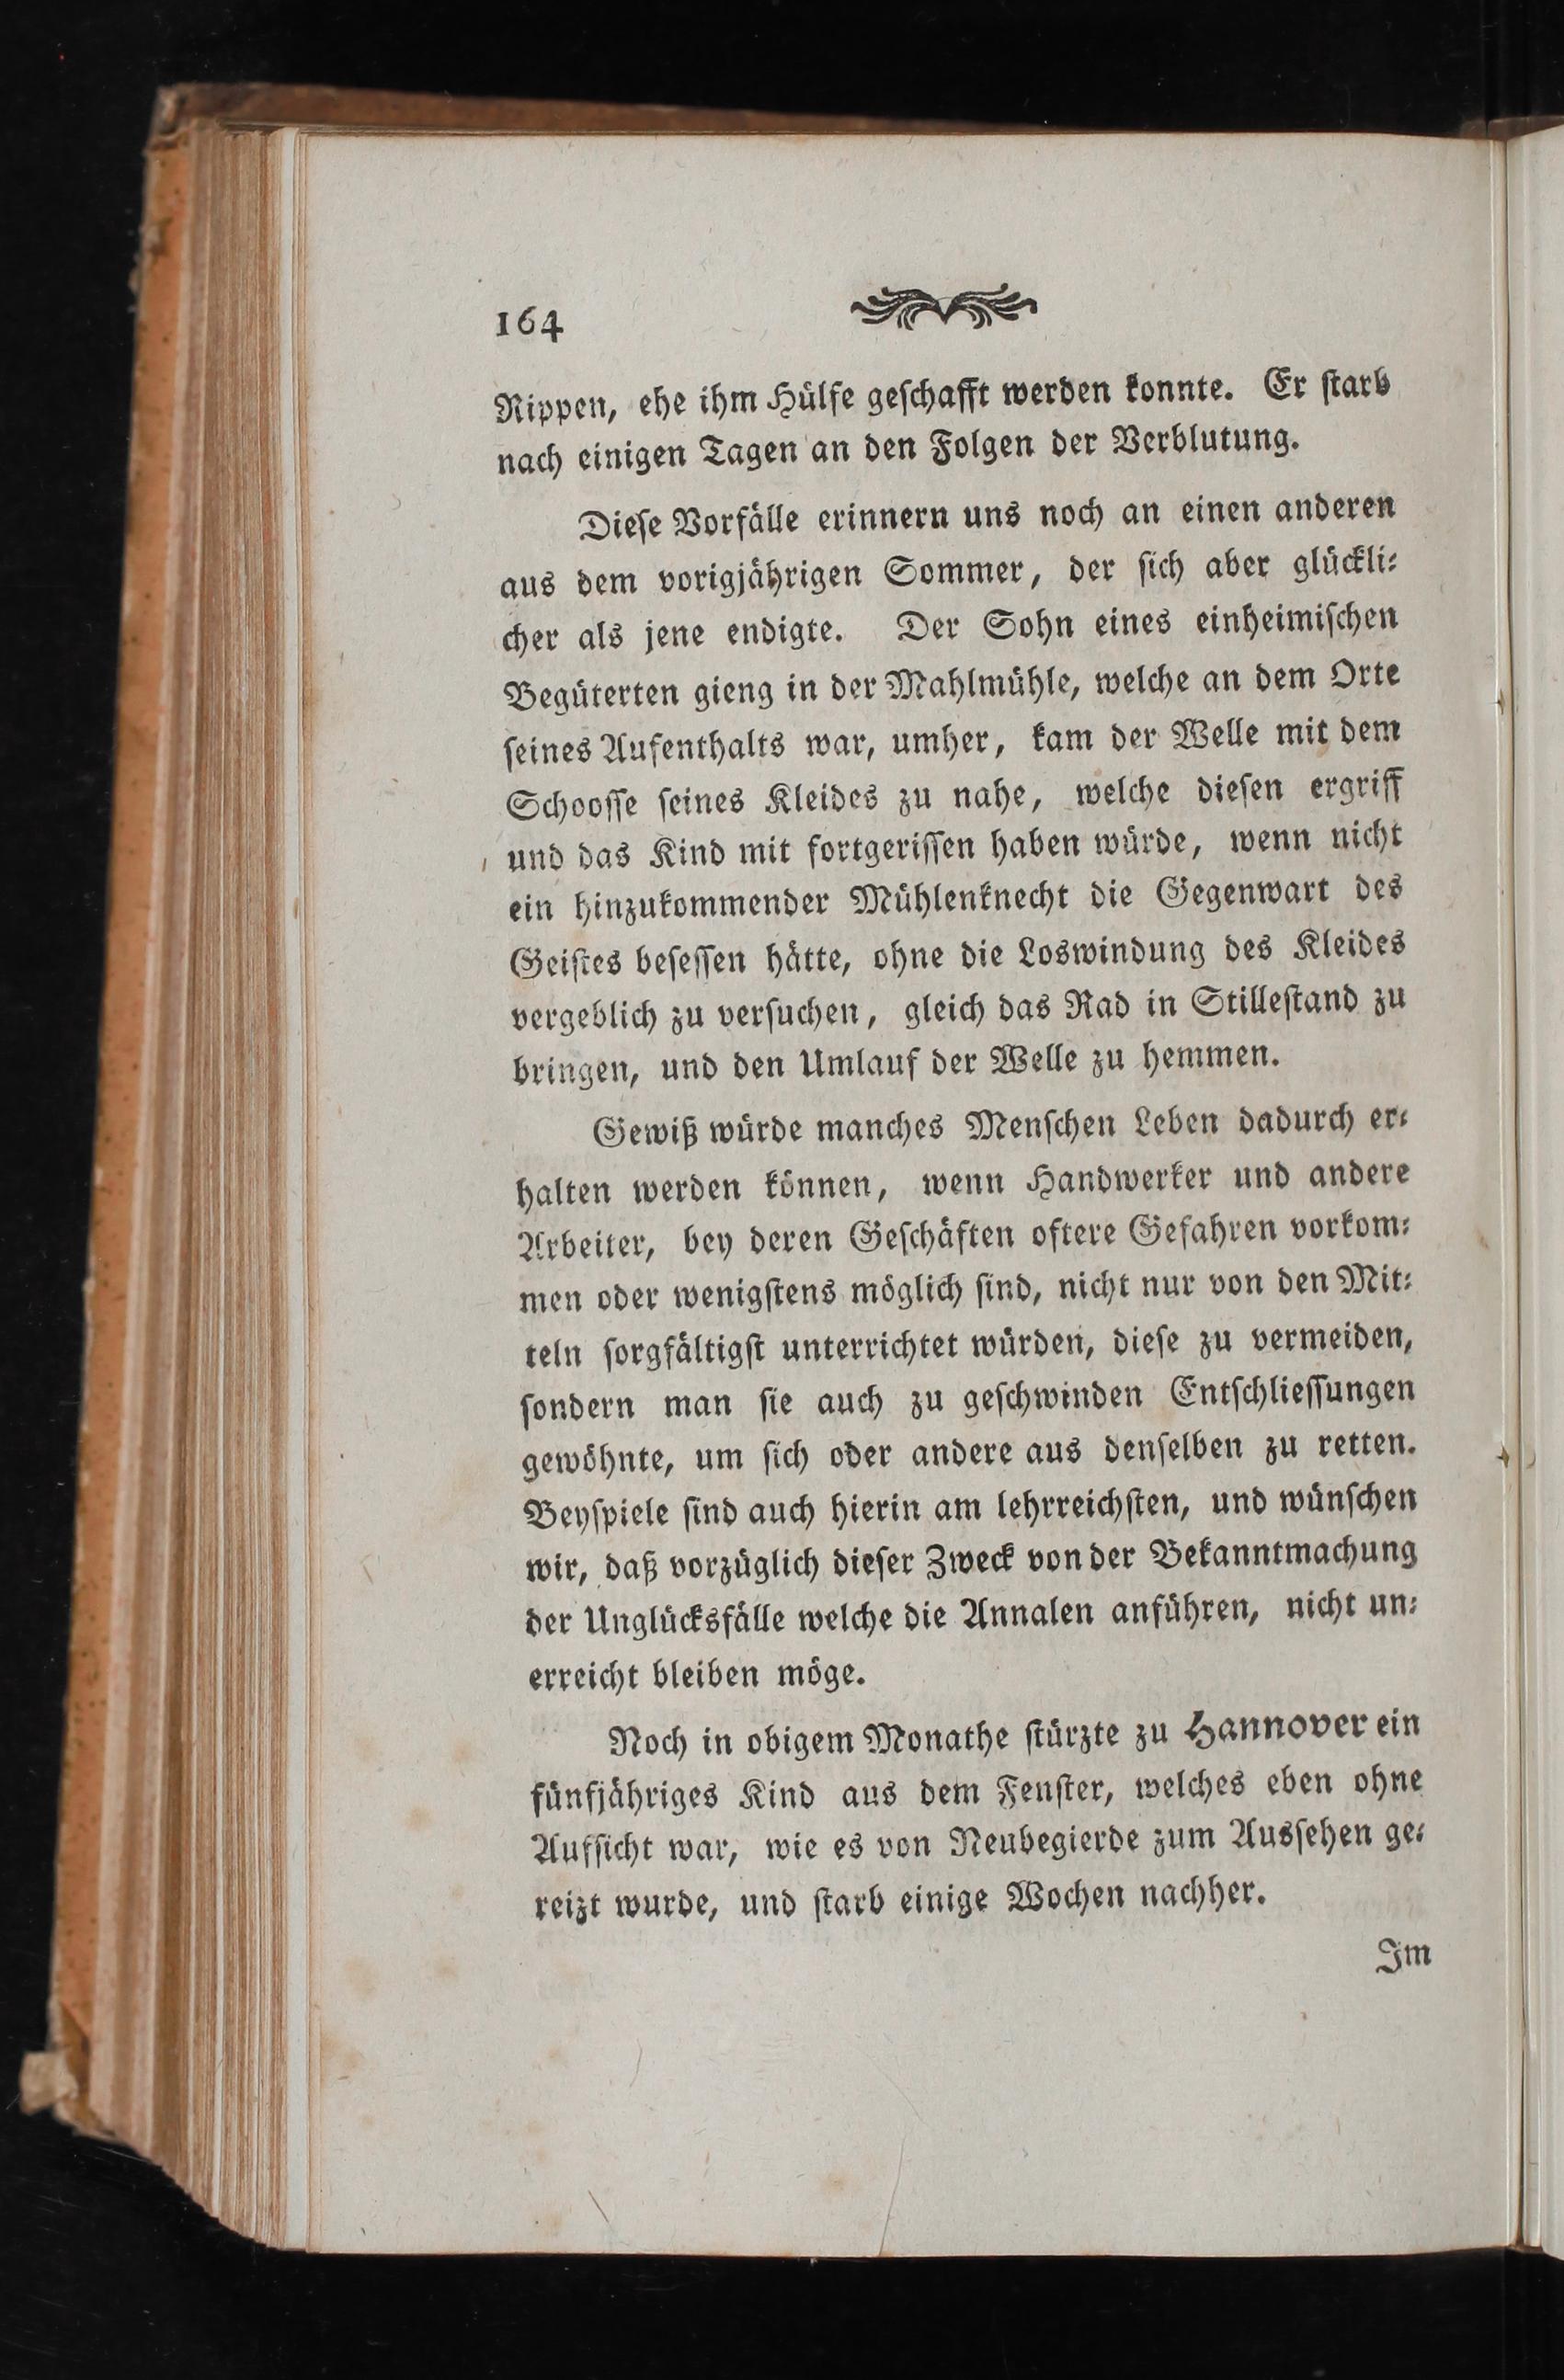 164
Rippen, ehe ihm Hülfe geſchafft werden konnte. Er ſtarb
nach einigen Tagen an den Folgen der Verblutung.
Dieſe Vorfälle erinnern uns noch an einen anderen
aus dem vorigjährigen Sommer, der ſich aber glückli⸗
cher als jene endigte. Der Sohn eines einheimiſchen
Begüterten gieng in der Mahlmühle, welche an dem Orte
ſeines Aufenthalts war, umher, kam der Welle mit dem
Schooſſe ſeines Kleides zu nahe, welche dieſen ergriff
und das Kind mit fortgeriſſen haben würde, wenn nicht
ein hinzukommender Mühlenknecht die Gegenwart des
Geiſtes beſeſſen hätte, ohne die Loswindung des Kleides
vergeblich zu verſuchen, gleich das Rad in Stilleſtand zu
bringen, und den Umlauf der Welle zu hemmen.
Gewiß würde manches Menſchen Leben dadurch er⸗
halten werden können, wenn Handwerker und andere
Arbeiter, bey deren Geſchäften oftere Gefahren vorkom⸗
men oder wenigſtens möglich ſind, nicht nur von den Mit⸗
teln ſorgfältigſt unterrichtet würden, dieſe zu vermeiden,
ſondern man ſie auch zu geſchwinden Entſchlieſſungen
gewöhnte, um ſich oder andere aus denſelben zu retten.
Beyſpiele ſind auch hierin am lehrreichſten, und wünſchen
wir, daß vorzüglich dieſer Zweck von der Bekanntmachung
der Unglücksfälle welche die Annalen anführen, nicht un⸗
erreicht bleiben möge.
Noch in obigem Monathe ſtürzte zu Hannover ein
fünfjähriges Kind aus dem Fenſter, welches eben ohne
Aufſicht war, wie es von Neubegierde zum Ausſehen ge⸗
reizt wurde, und ſtarb einige Wochen nachher.
Im